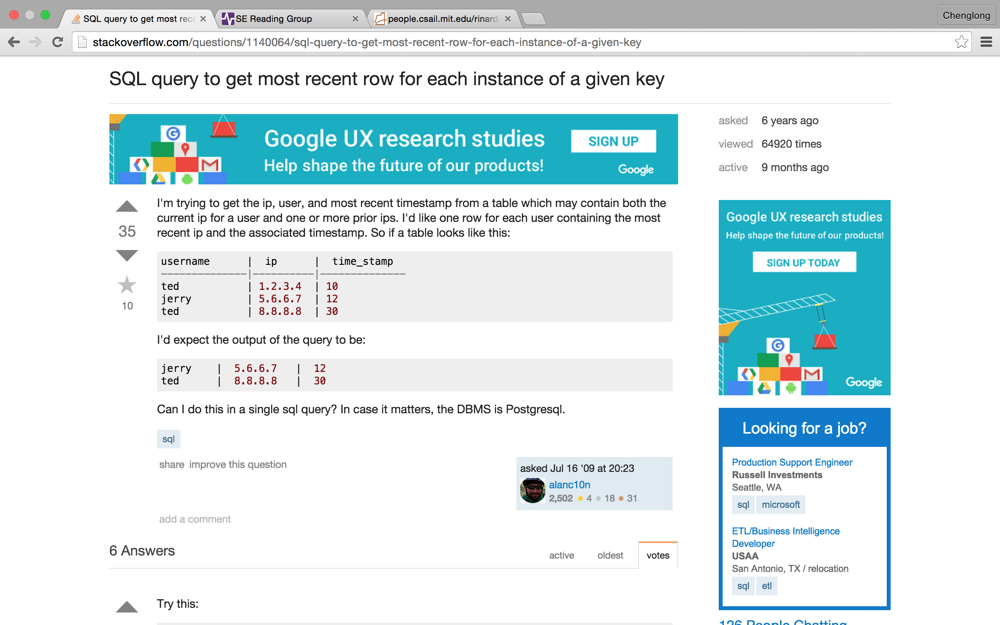 SQL query to get most rec
SE Reading Group
people.csail.mit.edu/rinard/
Chenglong
stackoverflow.com/questions/1140064/sql-query-to-get-most-recent-row-for-each-instance-of-a-given-key
SQL query to get most recent row for each instance of a given key
Google UX research studies
Help shape the future of our products!
SIGN UP
Google
asked 6 years ago
viewed 64920 times
active 9 months ago
35
10
I'm trying to get the ip, user, and most recent timestamp from a table which may contain both the
current ip for a user and one or more prior ips. I'd like one row for each user containing the most
recent ip and the associated timestamp. So if a table looks like this:
username | ip | time_stamp
--------------|----------|--------------
ted | 1.2.3.4 | 10
jerry | 5.6.6.7 | 12
ted | 8.8.8.8 | 30
I'd expect the output of the query to be:
jerry | 5.6.6.7 | 12
ted | 8.8.8.8 | 30
Can I do this in a single sql query? In case it matters, the DBMS is Postgresql.
sql
share improve this question
asked Jul 16 '09 at 20:23
alanc10n
2,502 ● 4 ● 18 ● 31
add a comment
6 Answers
active oldest votes
Try this:
Google UX research studies
Help shape the future of our products!
SIGN UP TODAY
Google
Looking for a job?
Production Support Engineer
Russell Investments
Seattle, WA
sql microsoft
ETL/Business Intelligence
Developer
USAA
San Antonio, TX / relocation
sql etl
126 People Chatting